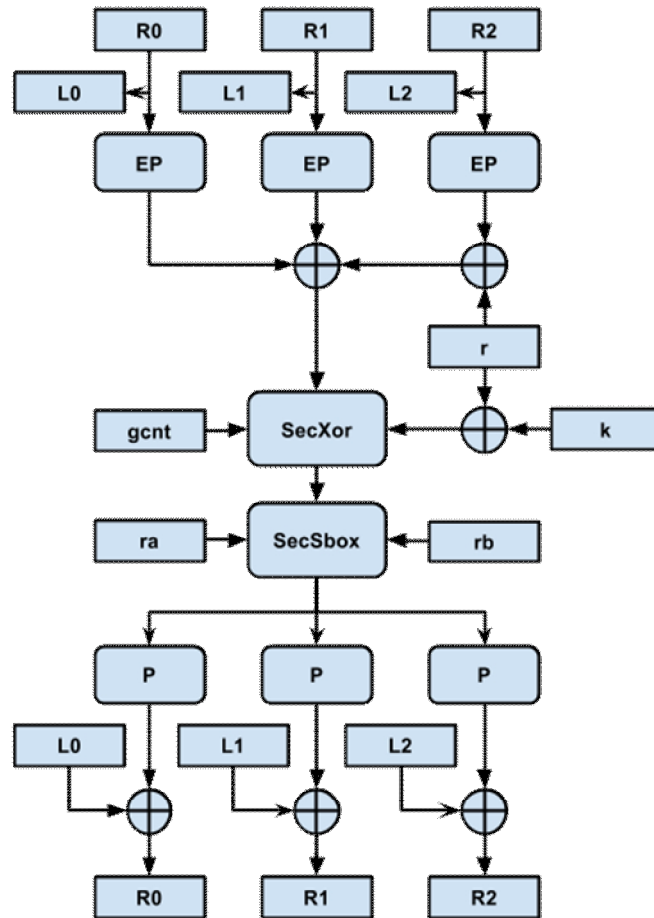 R0 R1 R2
L0 L1 L2
EP EP EP
r
gcnt SecXor k
ra SecSbox rb
P P P
L0 L1 L2
R0 R1 R2